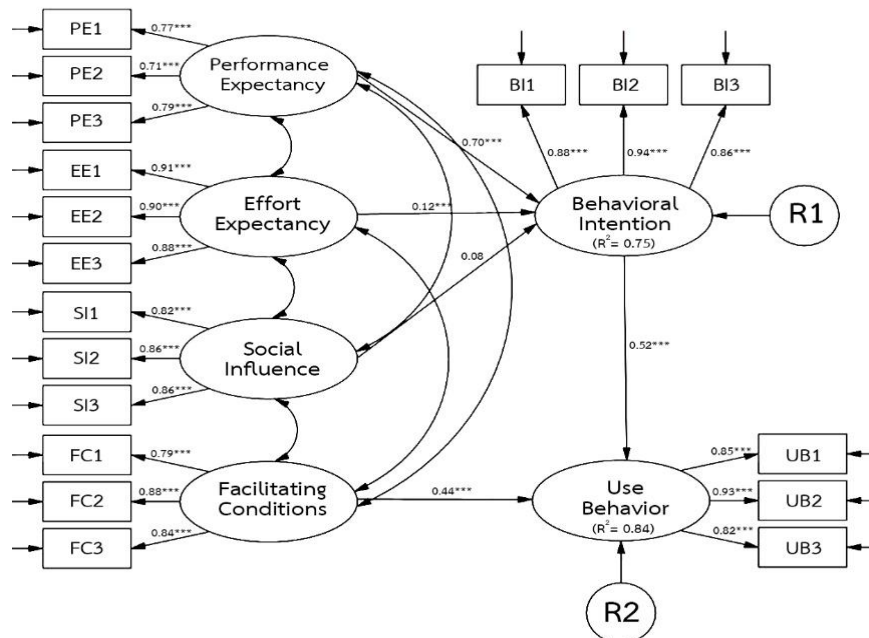 PE1
0.77***
PE2
0.71***
PE3
0.79***
Performance
Expectancy
EE1
0.91***
EE2
0.90***
EE3
0.88***
Effort
Expectancy
SI1
0.82***
SI2
0.86***
SI3
0.86***
Social
Influence
FC1
0.79***
FC2
0.88***
FC3
0.84***
Facilitating
Conditions
0.70***
0.12***
0.08
0.44***
BI1
BI2
BI3
0.88***
0.94***
0.86***
Behavioral
Intention
(R²= 0.75)
R1
0.52***
Use
Behavior
(R²= 0.84)
0.85***
UB1
0.93***
UB2
0.82***
UB3
R2